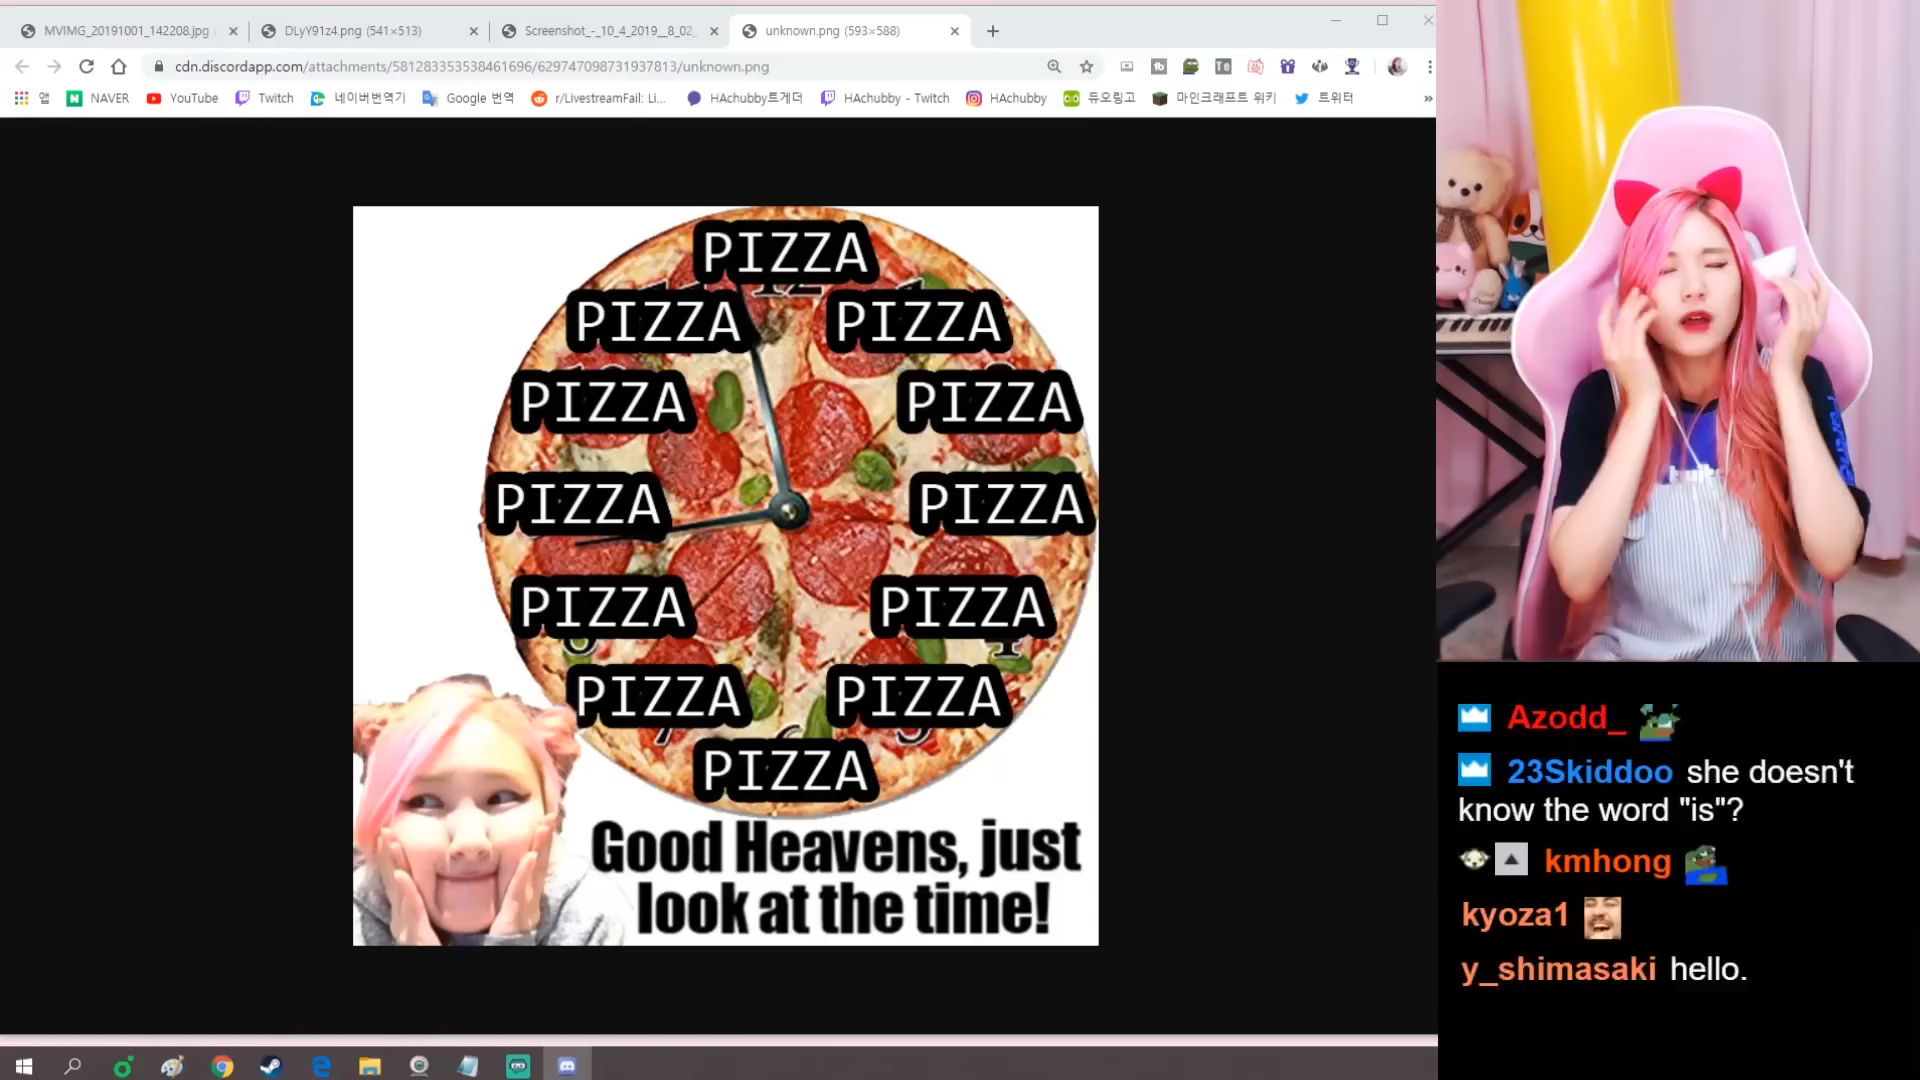 MVIMG_20191001_142208.jpg
DLyY91z4.png (541×513)
Screenshot_-_10_4_2019__8_02_
unknown.png (593×588)
cdn.discordapp.com/attachments/581283353538461696/629747098731937813/unknown.png
앱 NAVER YouTube Twitch 네이버번역기 Google 번역 r/LivestreamFail: Li... HAchubby트게더 HAchubby - Twitch HAchubby 듀오링고 마인크래프트 위키 트위터 »
PIZZA
PIZZA PIZZA
PIZZA PIZZA
PIZZA PIZZA
PIZZA PIZZA
PIZZA PIZZA
PIZZA
Good Heavens, just
look at the time!
Azodd_
23Skiddoo she doesn't
know the word "is"?
kmhong
kyoza1
y_shimasaki hello.